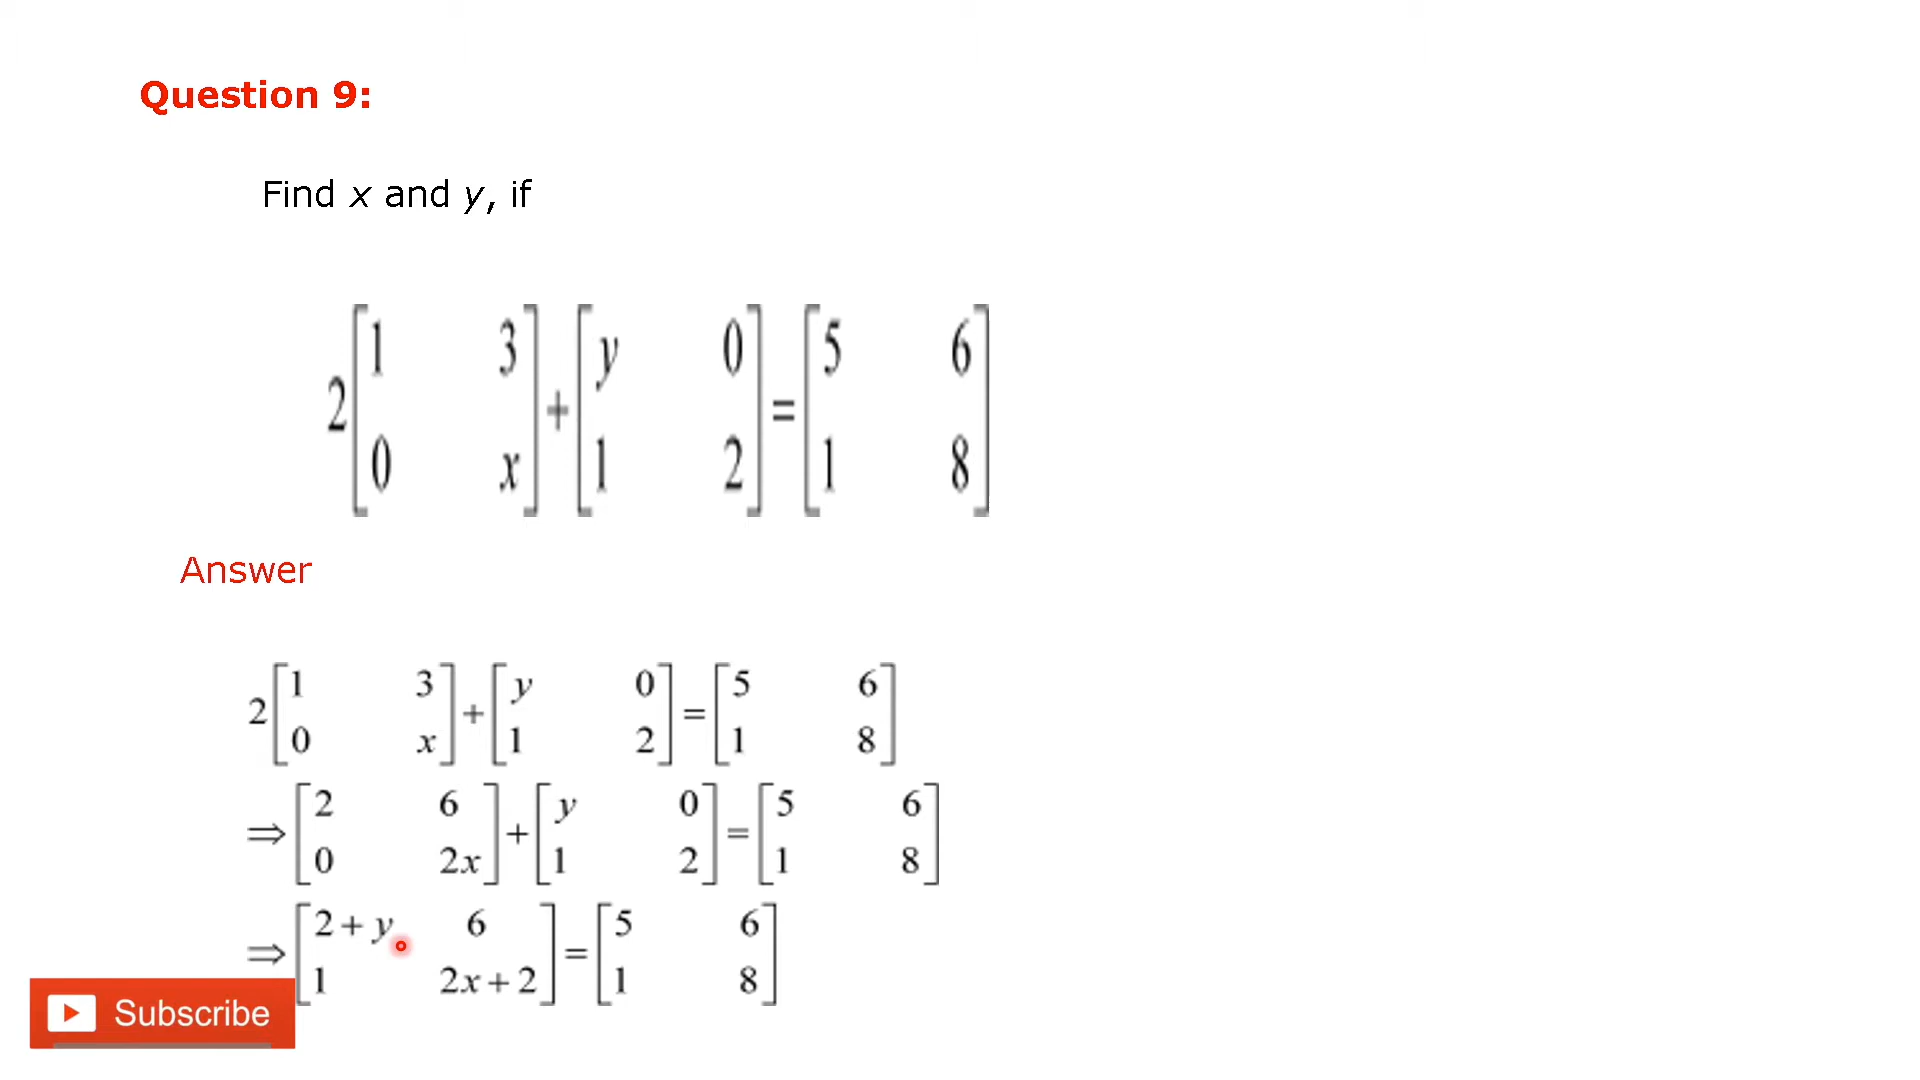 Question 9:
Find x and y, if
2[1 3
0 x] + [y 0
1 2] = [5 6
1 8]
Answer
2[1 3
0 x] + [y 0
1 2] = [5 6
1 8]
⇒ [2 6
0 2x] + [y 0
1 2] = [5 6
1 8]
⇒ [2 + y 6
1 2x + 2] = [5 6
1 8]
Subscribe